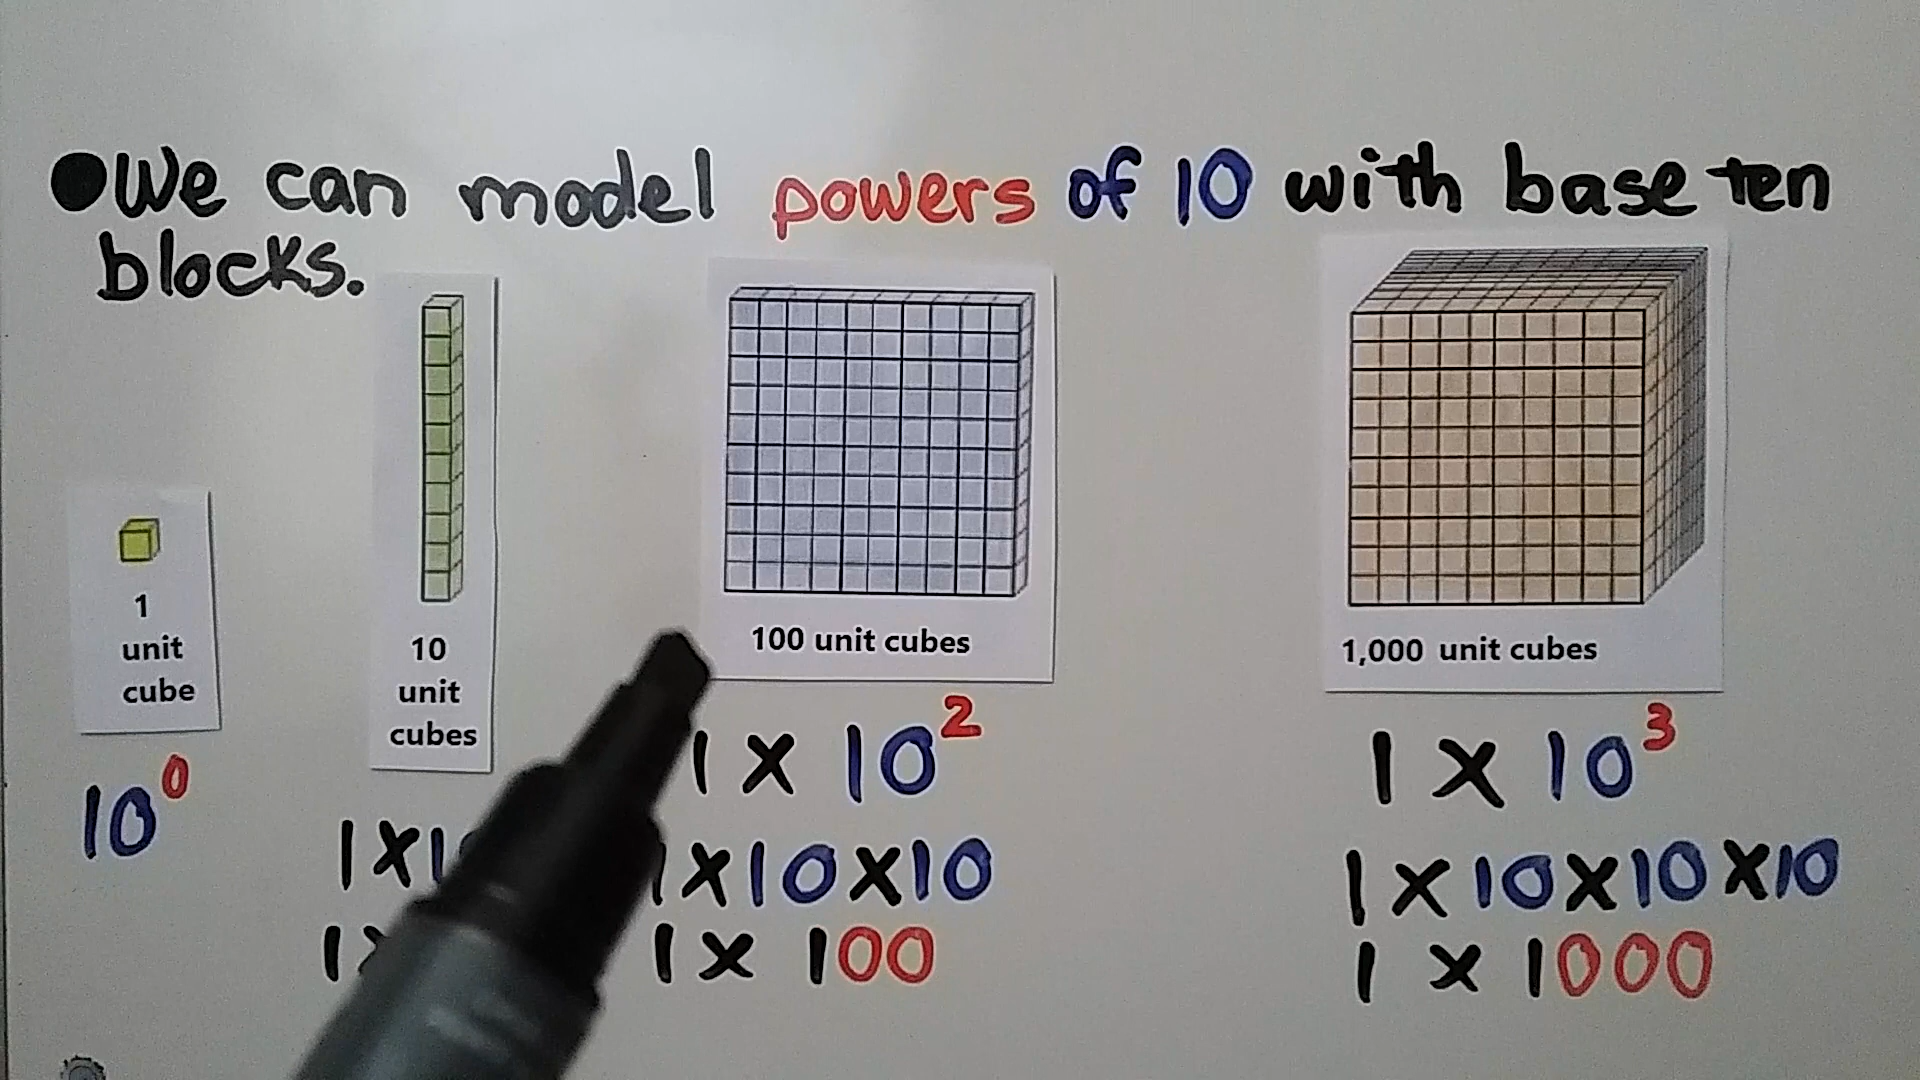 ●We can model powers of 10 with base ten
blocks.
1
unit
cube
10⁰
10
unit
cubes
100 unit cubes
1 x 10²
1x10x10
1 x 100
1,000 unit cubes
1 x 10³
1x10x10x10
1 x 1000